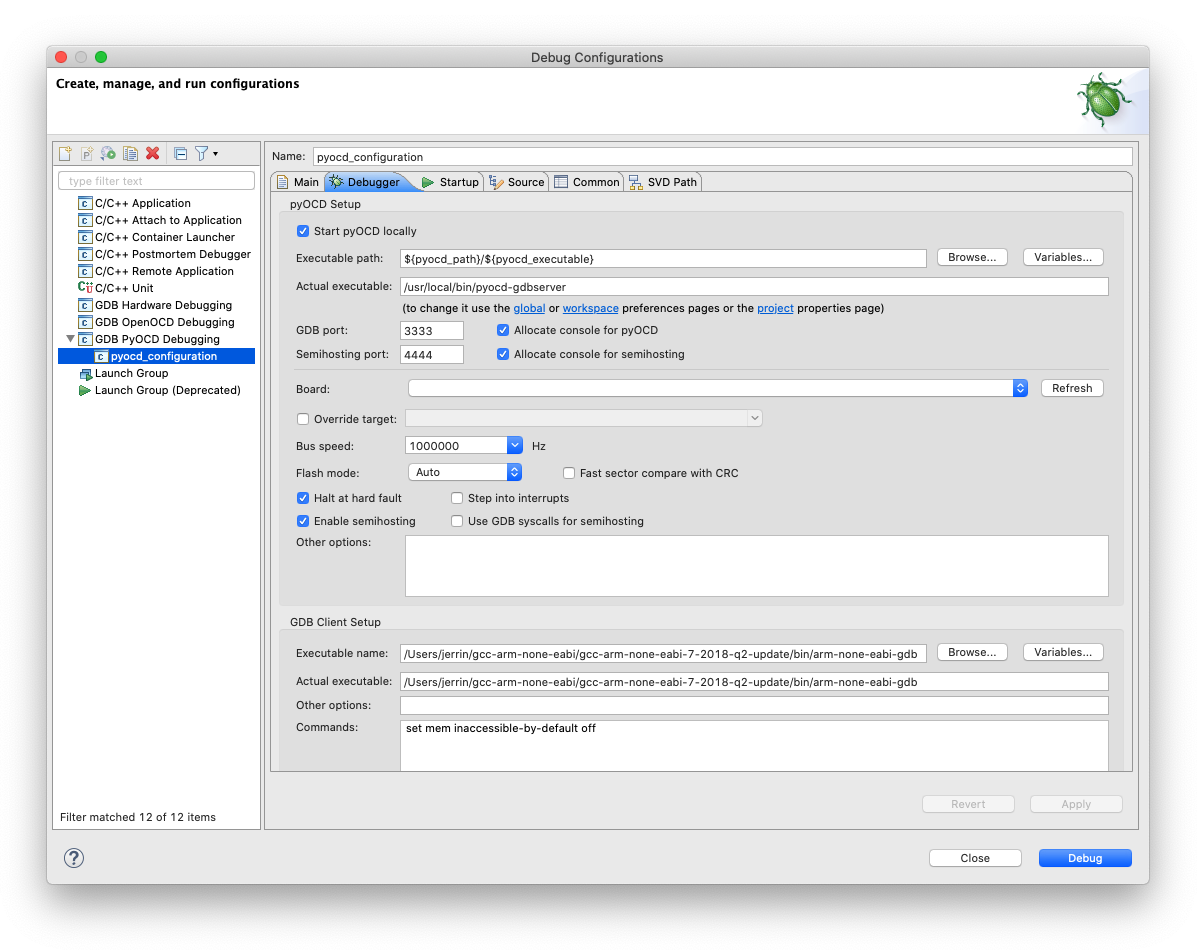 Debug Configurations
Create, manage, and run configurations
P
type filter text
C/C++ Application
C/C++ Attach to Application
C/C++ Container Launcher
C/C++ Postmortem Debugger
C/C++ Remote Application
C/C++ Unit
GDB Hardware Debugging
GDB OpenOCD Debugging
GDB PyOCD Debugging
pyocd_configuration
Launch Group
Launch Group (Deprecated)
Filter matched 12 of 12 items
Name: pyocd_configuration
Main Debugger Startup Source Common SVD Path
pyOCD Setup
Start pyOCD locally
Executable path: ${pyocd_path}/${pyocd_executable} Browse... Variables...
Actual executable: /usr/local/bin/pyocd-gdbserver
(to change it use the global or workspace preferences pages or the project properties page)
GDB port: 3333 Allocate console for pyOCD
Semihosting port: 4444 Allocate console for semihosting
Board: Refresh
Override target:
Bus speed: 1000000 Hz
Flash mode: Auto Fast sector compare with CRC
Halt at hard fault Step into interrupts
Enable semihosting Use GDB syscalls for semihosting
Other options:
GDB Client Setup
Executable name: /Users/jerrin/gcc-arm-none-eabi/gcc-arm-none-eabi-7-2018-q2-update/bin/arm-none-eabi-gdb Browse... Variables...
Actual executable: /Users/jerrin/gcc-arm-none-eabi/gcc-arm-none-eabi-7-2018-q2-update/bin/arm-none-eabi-gdb
Other options:
Commands: set mem inaccessible-by-default off
Revert Apply
? Close Debug